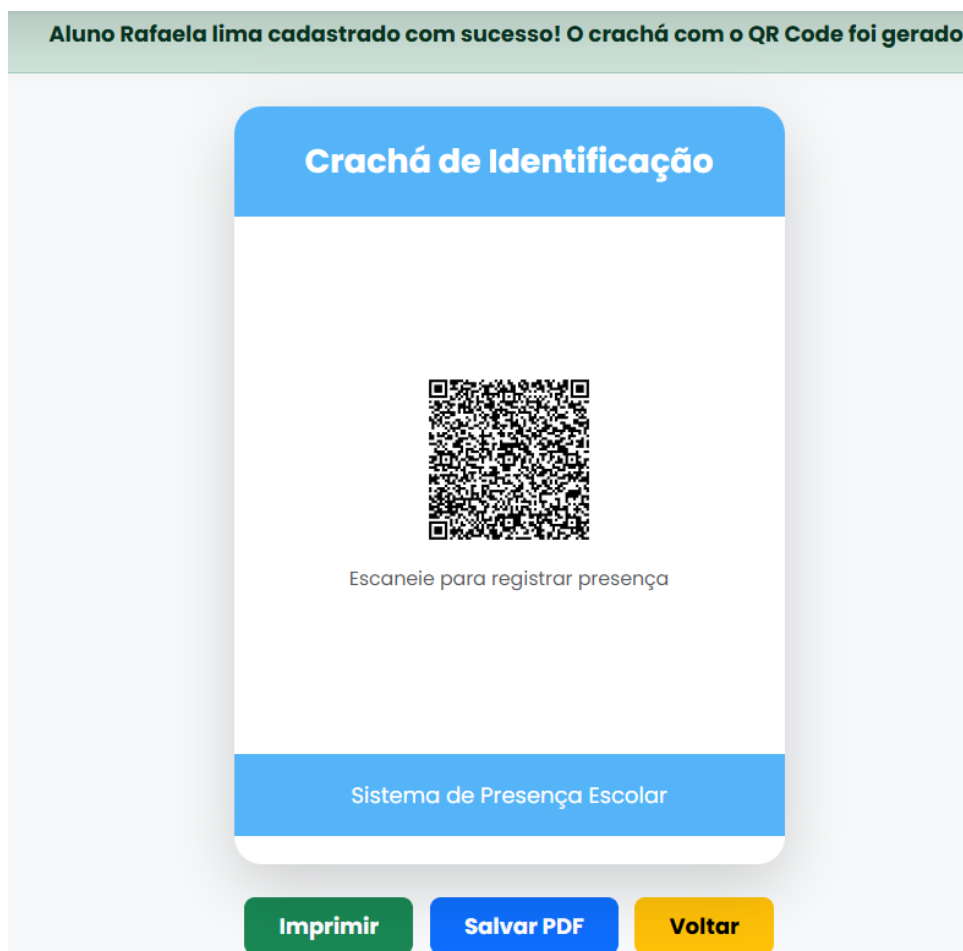 Aluno Rafaela lima cadastrado com sucesso! O crachá com o QR Code foi gerado
Crachá de Identificação
Escaneie para registrar presença
Sistema de Presença Escolar
Imprimir
Salvar PDF
Voltar